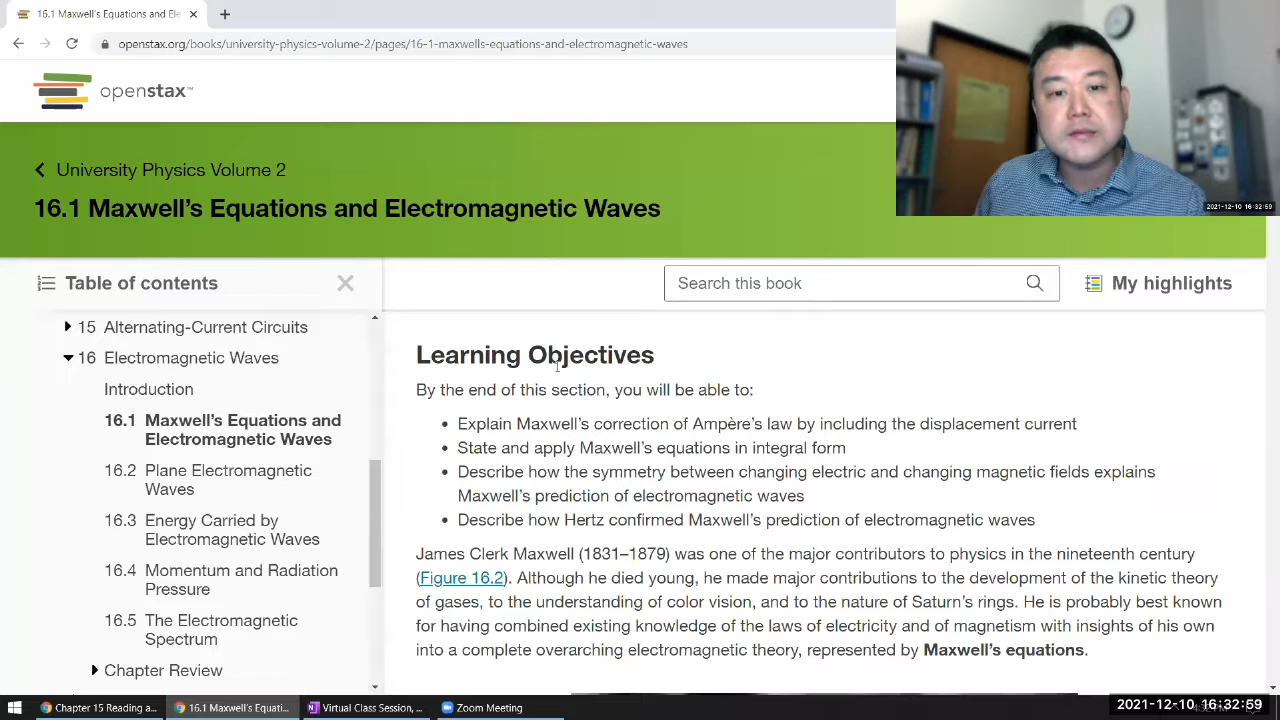 16.1 Maxwell's Equations and Ele
openstax.org/books/university-physics-volume-2/pages/16-1-maxwells-equations-and-electromagnetic-waves
openstax™
University Physics Volume 2
16.1 Maxwell's Equations and Electromagnetic Waves
2021-12-10 16:32:59
Table of contents
Search this book
My highlights
15 Alternating-Current Circuits
16 Electromagnetic Waves
Introduction
16.1 Maxwell's Equations and
Electromagnetic Waves
16.2 Plane Electromagnetic
Waves
16.3 Energy Carried by
Electromagnetic Waves
16.4 Momentum and Radiation
Pressure
16.5 The Electromagnetic
Spectrum
Chapter Review
Learning Objectives
By the end of this section, you will be able to:
• Explain Maxwell's correction of Ampère's law by including the displacement current
• State and apply Maxwell's equations in integral form
• Describe how the symmetry between changing electric and changing magnetic fields explains
Maxwell's prediction of electromagnetic waves
• Describe how Hertz confirmed Maxwell's prediction of electromagnetic waves
James Clerk Maxwell (1831–1879) was one of the major contributors to physics in the nineteenth century
(Figure 16.2). Although he died young, he made major contributions to the development of the kinetic theory
of gases, to the understanding of color vision, and to the nature of Saturn's rings. He is probably best known
for having combined existing knowledge of the laws of electricity and of magnetism with insights of his own
into a complete overarching electromagnetic theory, represented by Maxwell's equations.
Chapter 15 Reading a...
16.1 Maxwell's Equati...
Virtual Class Session, ...
Zoom Meeting
2021-12-10 16:32:59